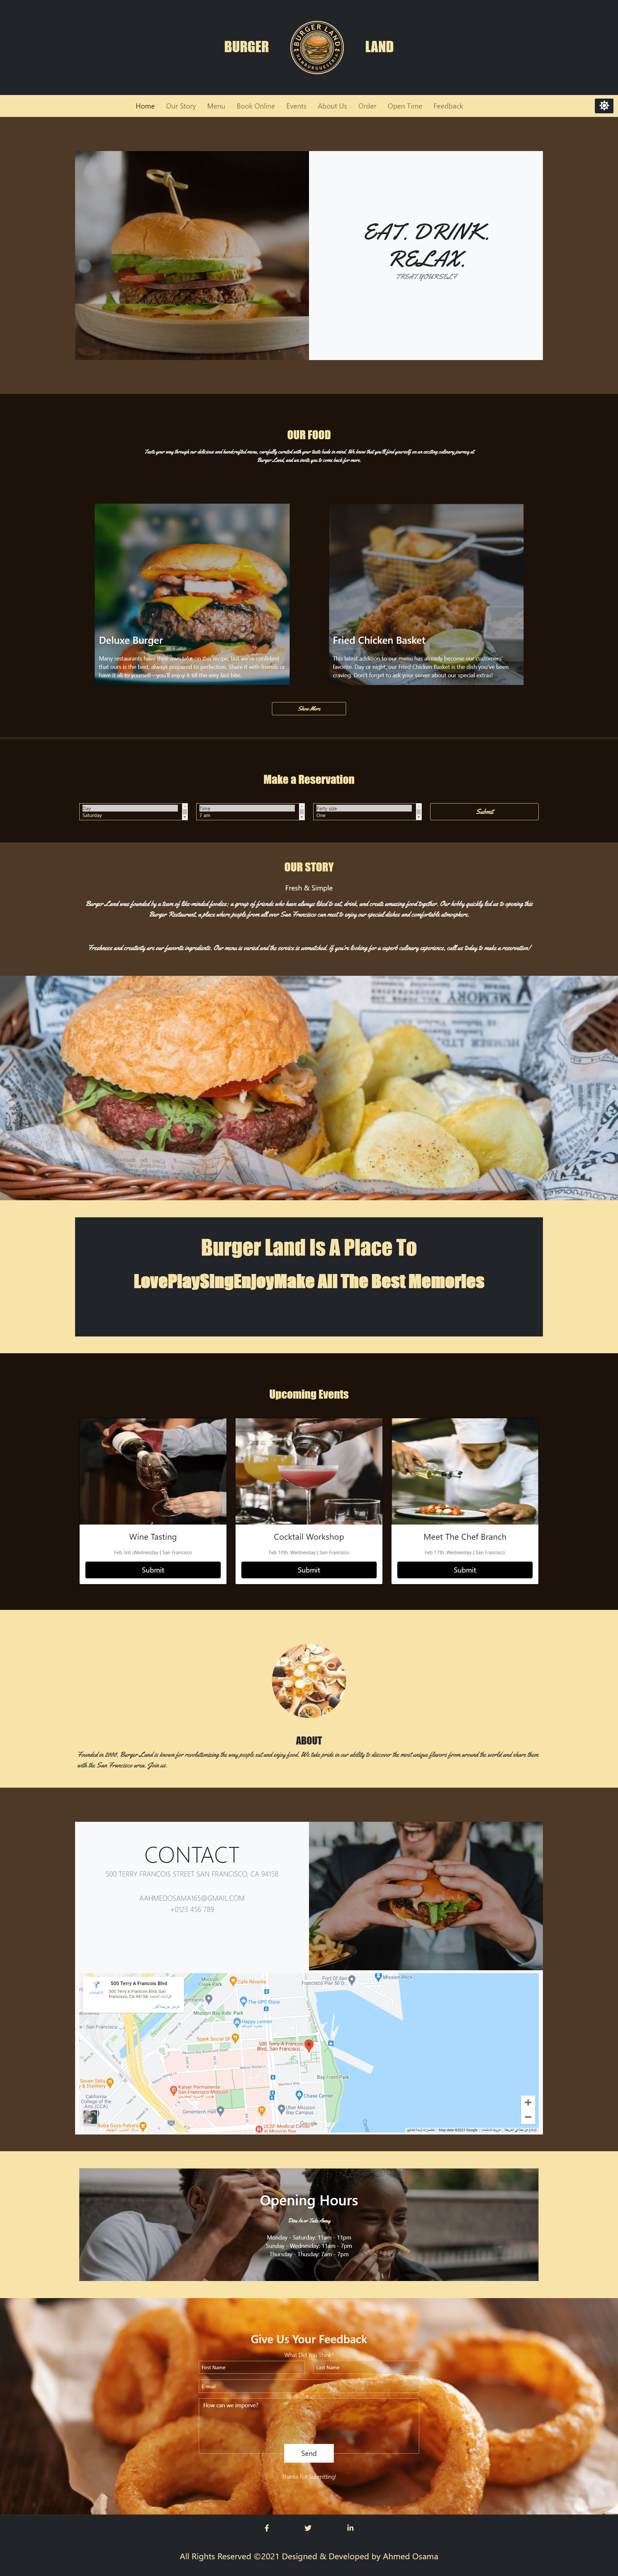 BURGER
BURGER LAND
HAMBURGUESERIA
LAND
Home Our Story Menu Book Online Events About Us Order Open Time Feedback
EAT. DRINK.
RELAX.
TREAT YOURSELF
OUR FOOD
Taste your way through our delicious and handcrafted menu, carefully curated with your taste buds in mind. We know that you'll find yourself on an exciting culinary journey at
Burger Land, and we invite you to come back for more.
Deluxe Burger
Many restaurants have their own take on this recipe, but we're confident
that ours is the best, always prepared to perfection. Share it with friends or
have it all to yourself—you'll enjoy it till the very last bite.
Fried Chicken Basket
This latest addition to our menu has already become our customers'
favorite. Day or night, our Fried Chicken Basket is the dish you've been
craving. Don't forget to ask your server about our special extras!
Show More
Make a Reservation
Day
Saturday
Time
7 am
Party size
One
Submit
OUR STORY
Fresh & Simple
Burger Land was founded by a team of like-minded foodies; a group of friends who have always liked to eat, drink, and create amazing food together. Our hobby quickly led us to opening this
Burger Restaurant, a place where people from all over San Francisco can meet to enjoy our special dishes and comfortable atmosphere.
Freshness and creativity are our favorite ingredients. Our menu is varied and the service is unmatched. If you're looking for a superb culinary experience, call us today to make a reservation!
Burger Land Is A Place To
LovePlaySingEnjoyMake All The Best Memories
Upcoming Events
Wine Tasting
Feb 3rd ,Wednesday | San Francisco
Submit
Cocktail Workshop
Feb 10th ,Wednesday | San Francisco
Submit
Meet The Chef Branch
Feb 17th ,Wednesday | San Francisco
Submit
ABOUT
Founded in 2000, Burger Land is known for revolutionizing the way people eat and enjoy food. We take pride in our ability to discover the most unique flavors from around the world and share them
with the San Francisco area. Join us.
CONTACT
500 TERRY FRANCOIS STREET SAN FRANCISCO, CA 94158
AAHMEDOSAMA165@GMAIL.COM
+0123 456 789
500 Terry A Francois Blvd
500 Terry A Francois Blvd, San
Francisco, CA 94158
Mission Rock
Cafe Réveille
The UPS Store
Mission Bay Kids' Park
Happy Lemon
Spark Social SF
500 Terry A Francois
Blvd, San Francisco
Bay Front Park
Kaiser Permanente
San Francisco Mission
Seven Stills
Brewery & Distillery
California
College of the
Arts (CCA)
Chase Center
Uber Mission
Bay Campus
Genentech Hall
UCSF Medical Center
at Mission Bay
Google
Map data ©2021 Google
Opening Hours
Dine In or Take Away
Monday - Saturday: 11am - 11pm
Sunday - Wednesday: 11am - 7pm
Thursday - Thusday: 7am - 7pm
Give Us Your Feedback
What Did You Think?
First Name
Last Name
E-mail
How can we imporve?
Send
Thanks For Submitting!
All Rights Reserved ©2021 Designed & Developed by Ahmed Osama